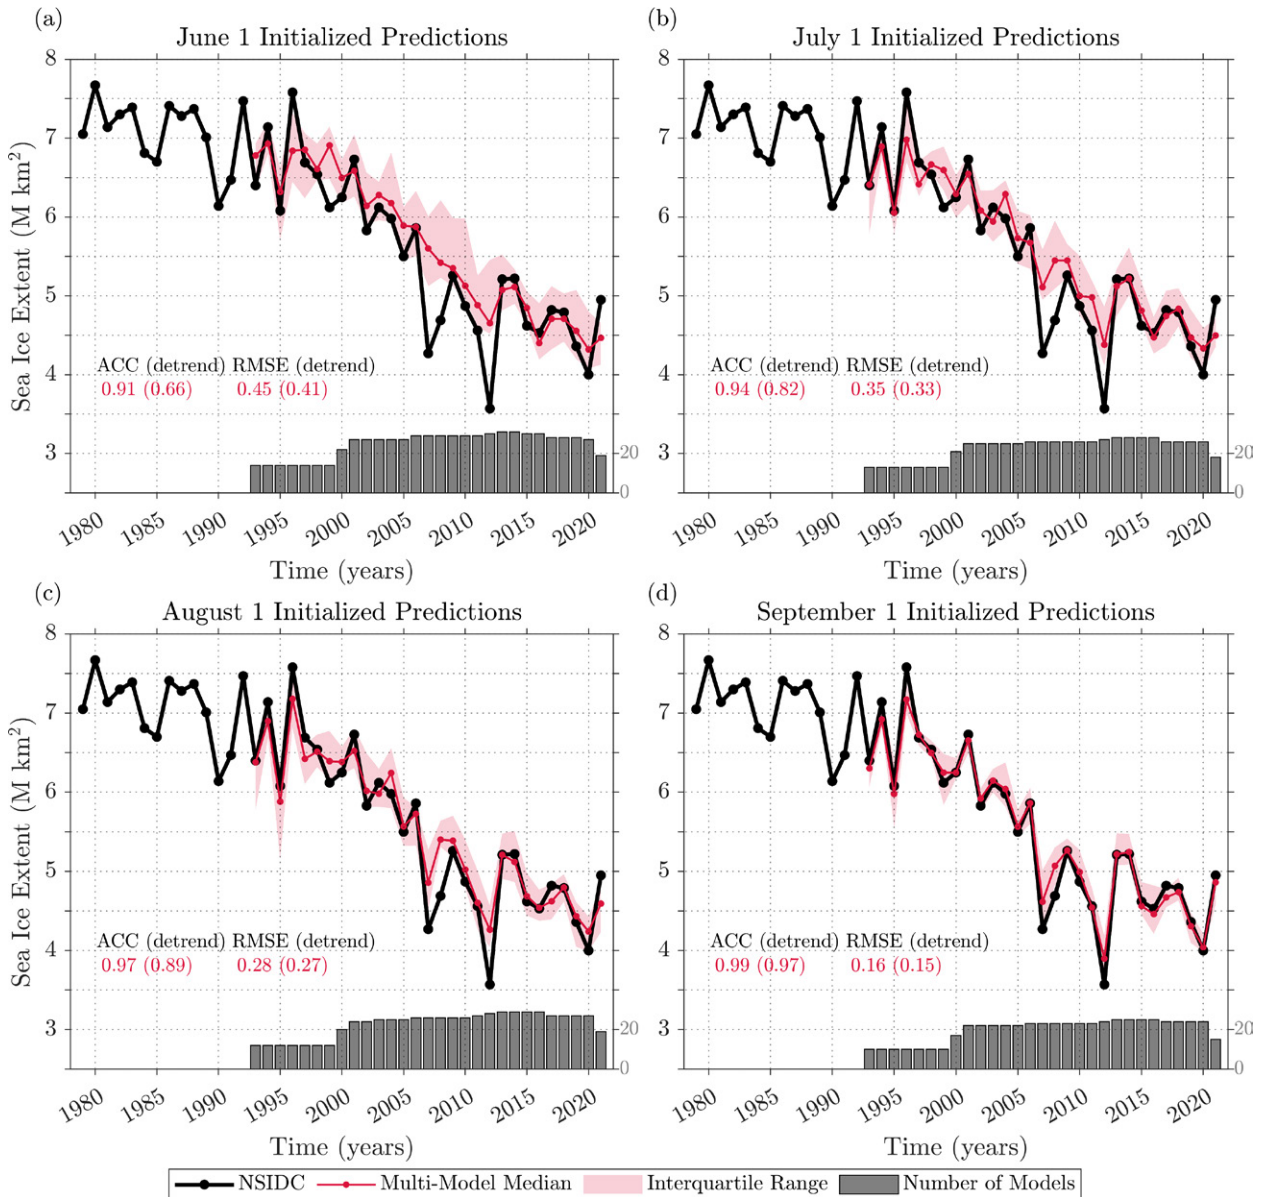 (a)
June 1 Initialized Predictions
8
7
6
5
4
3
Sea Ice Extent (M km²)
ACC (detrend) RMSE (detrend)
0.91 (0.66) 0.45 (0.41)
20
0
1980 1985 1990 1995 2000 2005 2010 2015 2020
Time (years)
(b)
July 1 Initialized Predictions
8
7
6
5
4
3
ACC (detrend) RMSE (detrend)
0.94 (0.82) 0.35 (0.33)
20
0
1980 1985 1990 1995 2000 2005 2010 2015 2020
Time (years)
(c)
August 1 Initialized Predictions
8
7
6
5
4
3
Sea Ice Extent (M km²)
ACC (detrend) RMSE (detrend)
0.97 (0.89) 0.28 (0.27)
20
0
1980 1985 1990 1995 2000 2005 2010 2015 2020
Time (years)
(d)
September 1 Initialized Predictions
8
7
6
5
4
3
ACC (detrend) RMSE (detrend)
0.99 (0.97) 0.16 (0.15)
20
0
1980 1985 1990 1995 2000 2005 2010 2015 2020
Time (years)
NSIDC Multi-Model Median Interquartile Range Number of Models